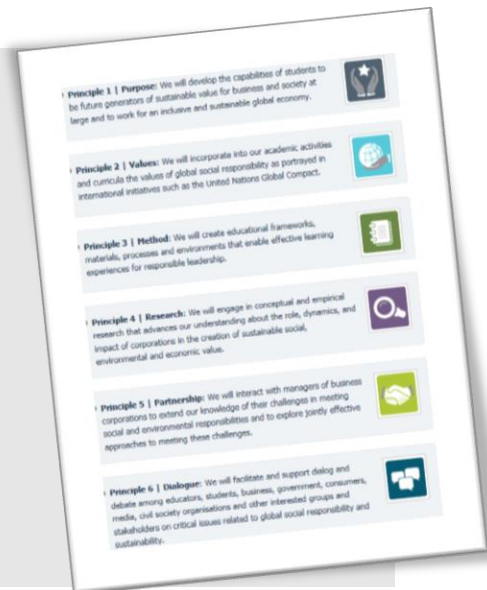 Principle 1 | Purpose: We will develop the capabilities of students to
be future generators of sustainable value for business and society at
large and to work for an inclusive and sustainable global economy.
Principle 2 | Values: We will incorporate into our academic activities
and curricula the values of global social responsibility as portrayed in
international initiatives such as the United Nations Global Compact.
Principle 3 | Method: We will create educational frameworks,
materials, processes and environments that enable effective learning
experiences for responsible leadership.
Principle 4 | Research: We will engage in conceptual and empirical
research that advances our understanding about the role, dynamics, and
impact of corporations in the creation of sustainable social,
environmental and economic value.
Principle 5 | Partnership: We will interact with managers of business
corporations to extend our knowledge of their challenges in meeting
social and environmental responsibilities and to explore jointly effective
approaches to meeting these challenges.
Principle 6 | Dialogue: We will facilitate and support dialog and
debate among educators, students, business, government, consumers,
media, civil society organisations and other interested groups and
stakeholders on critical issues related to global social responsibility and
sustainability.